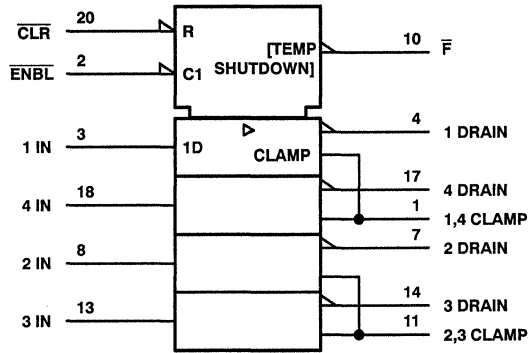 CLR 20 R [TEMP SHUTDOWN] 10 F
ENBL 2 C1
1 IN 3 1D CLAMP 4 1 DRAIN
4 IN 18 17 4 DRAIN
1 1,4 CLAMP
2 IN 8 7 2 DRAIN
3 IN 13 14 3 DRAIN
11 2,3 CLAMP